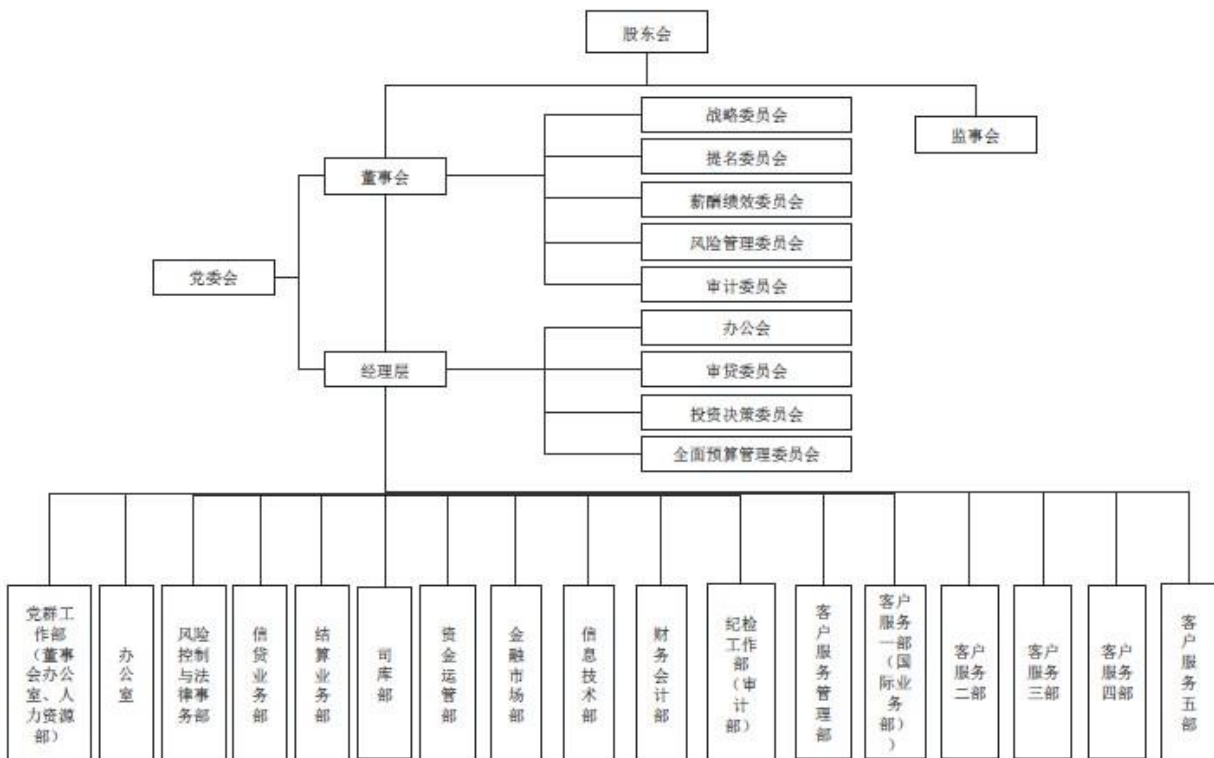 股东会
监事会
董事会
战略委员会
提名委员会
薪酬绩效委员会
风险管理委员会
审计委员会
党委会
经理层
办公会
审贷委员会
投资决策委员会
全面预算管理委员会
党群工
作部
（董事
会办公
室、人
力资源
部）
办
公
室
风险
控制
与法
律事
务部
信
贷
业
务
部
结
算
业
务
部
司
库
部
资
金
运
管
部
金
融
市
场
部
信
息
技
术
部
财
务
会
计
部
纪检
工作
部
（审
计
部）
客
户
服
务
管
理
部
客户
服务
一部
（国
际业
务
部）
）
客户
服务
二部
客户
服务
三部
客户
服务
四部
客
户
服
务
五
部